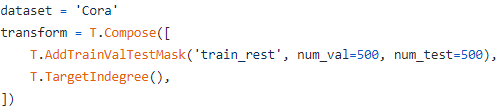 dataset = 'Cora'
transform = T.Compose([
    T.AddTrainValTestMask('train_rest', num_val=500, num_test=500),
    T.TargetIndegree(),
])